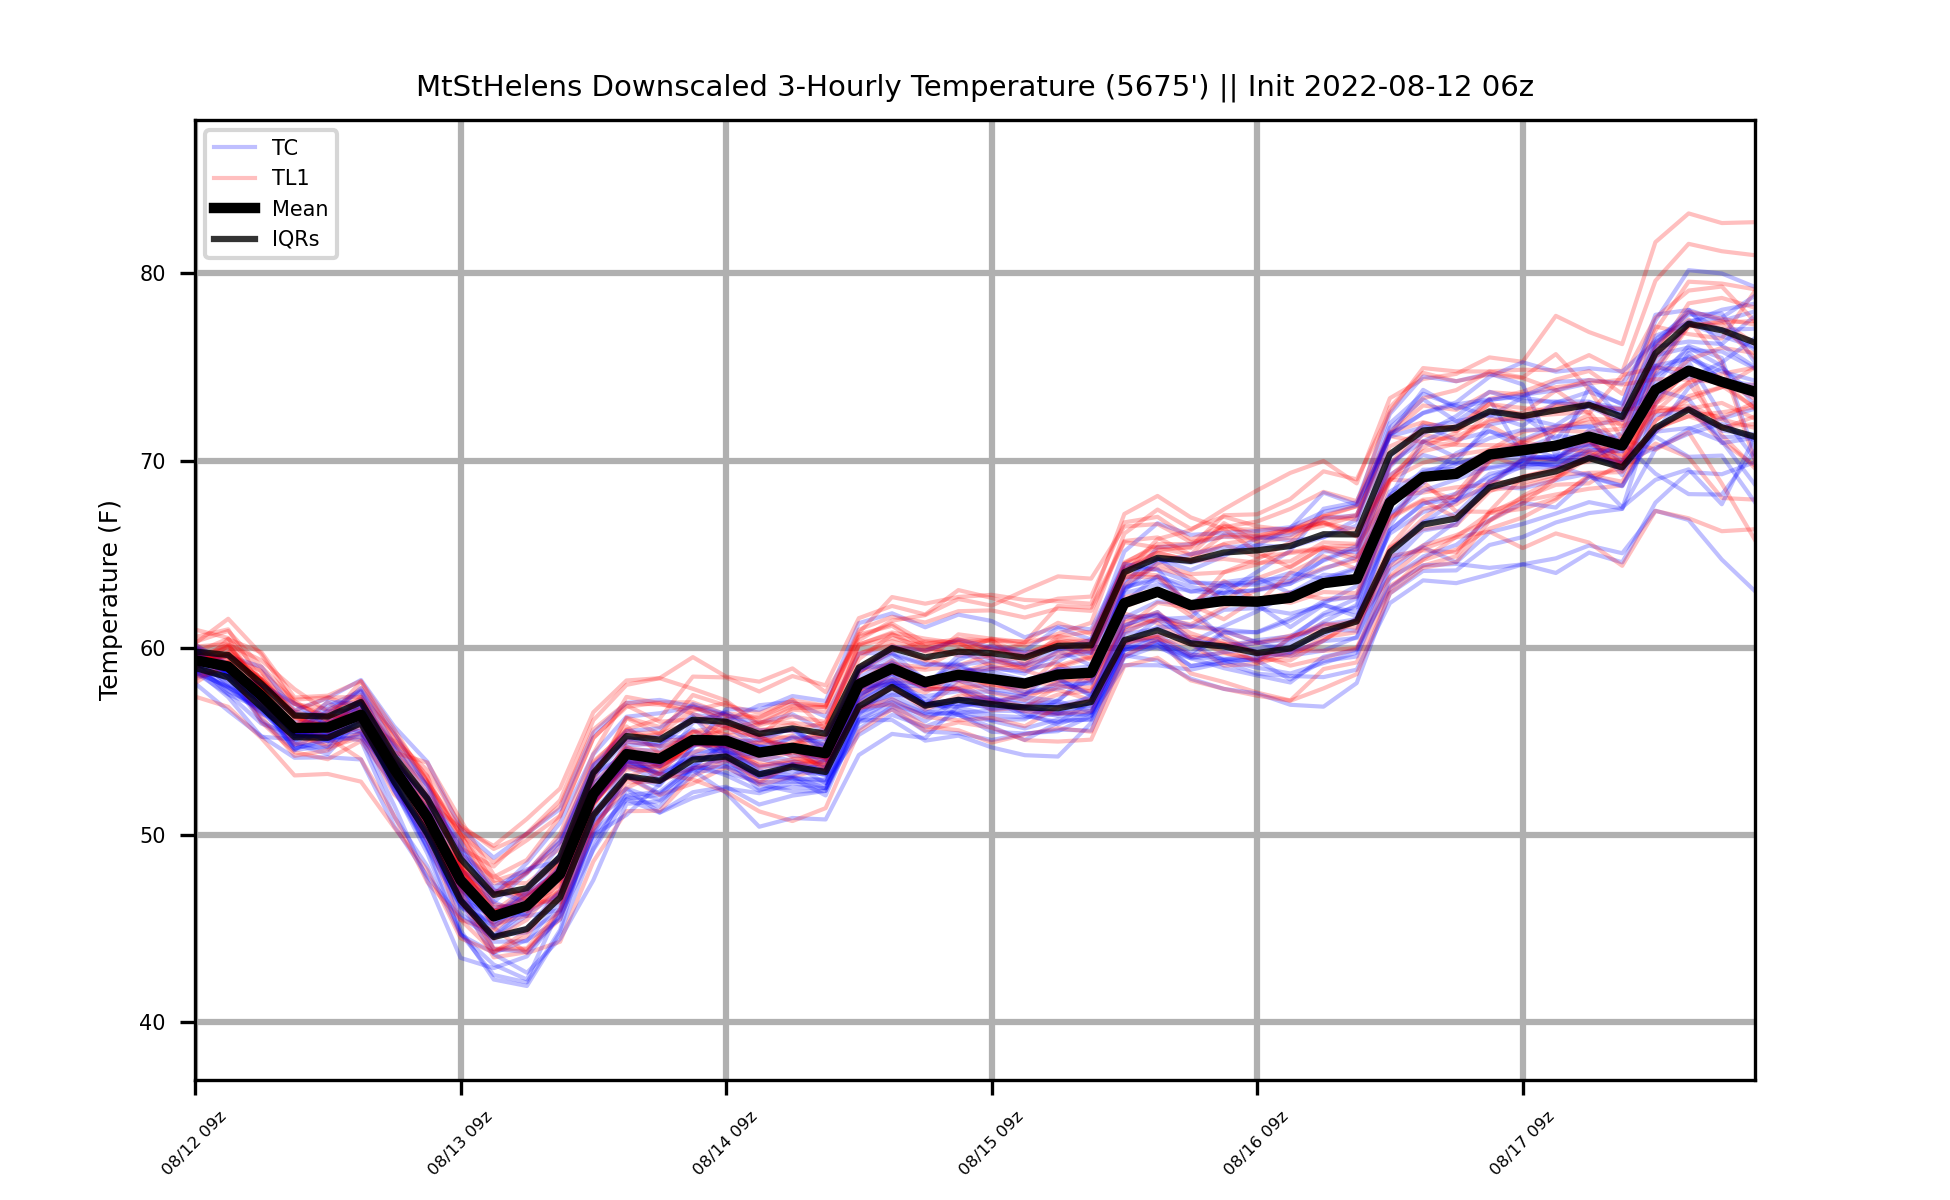 MtStHelens Downscaled 3-Hourly Temperature (5675') || Init 2022-08-12 06z
TC
TL1
Mean
IQRs
Temperature (F)
80
70
60
50
40
08/12 09z
08/13 09z
08/14 09z
08/15 09z
08/16 09z
08/17 09z